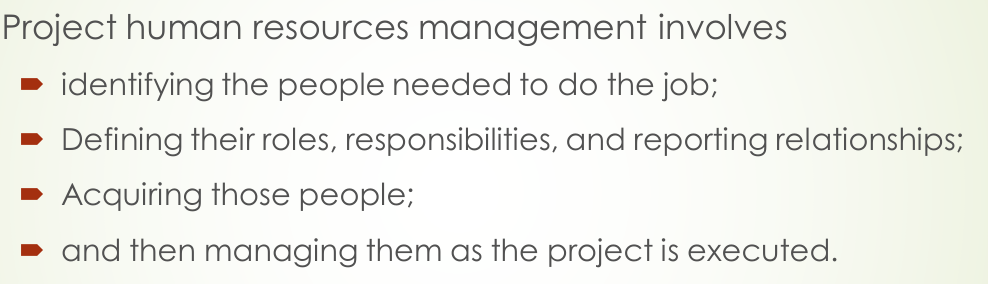 Project human resources management involves
identifying the people needed to do the job;
Defining their roles, responsibilities, and reporting relationships;
Acquiring those people;
and then managing them as the project is executed.